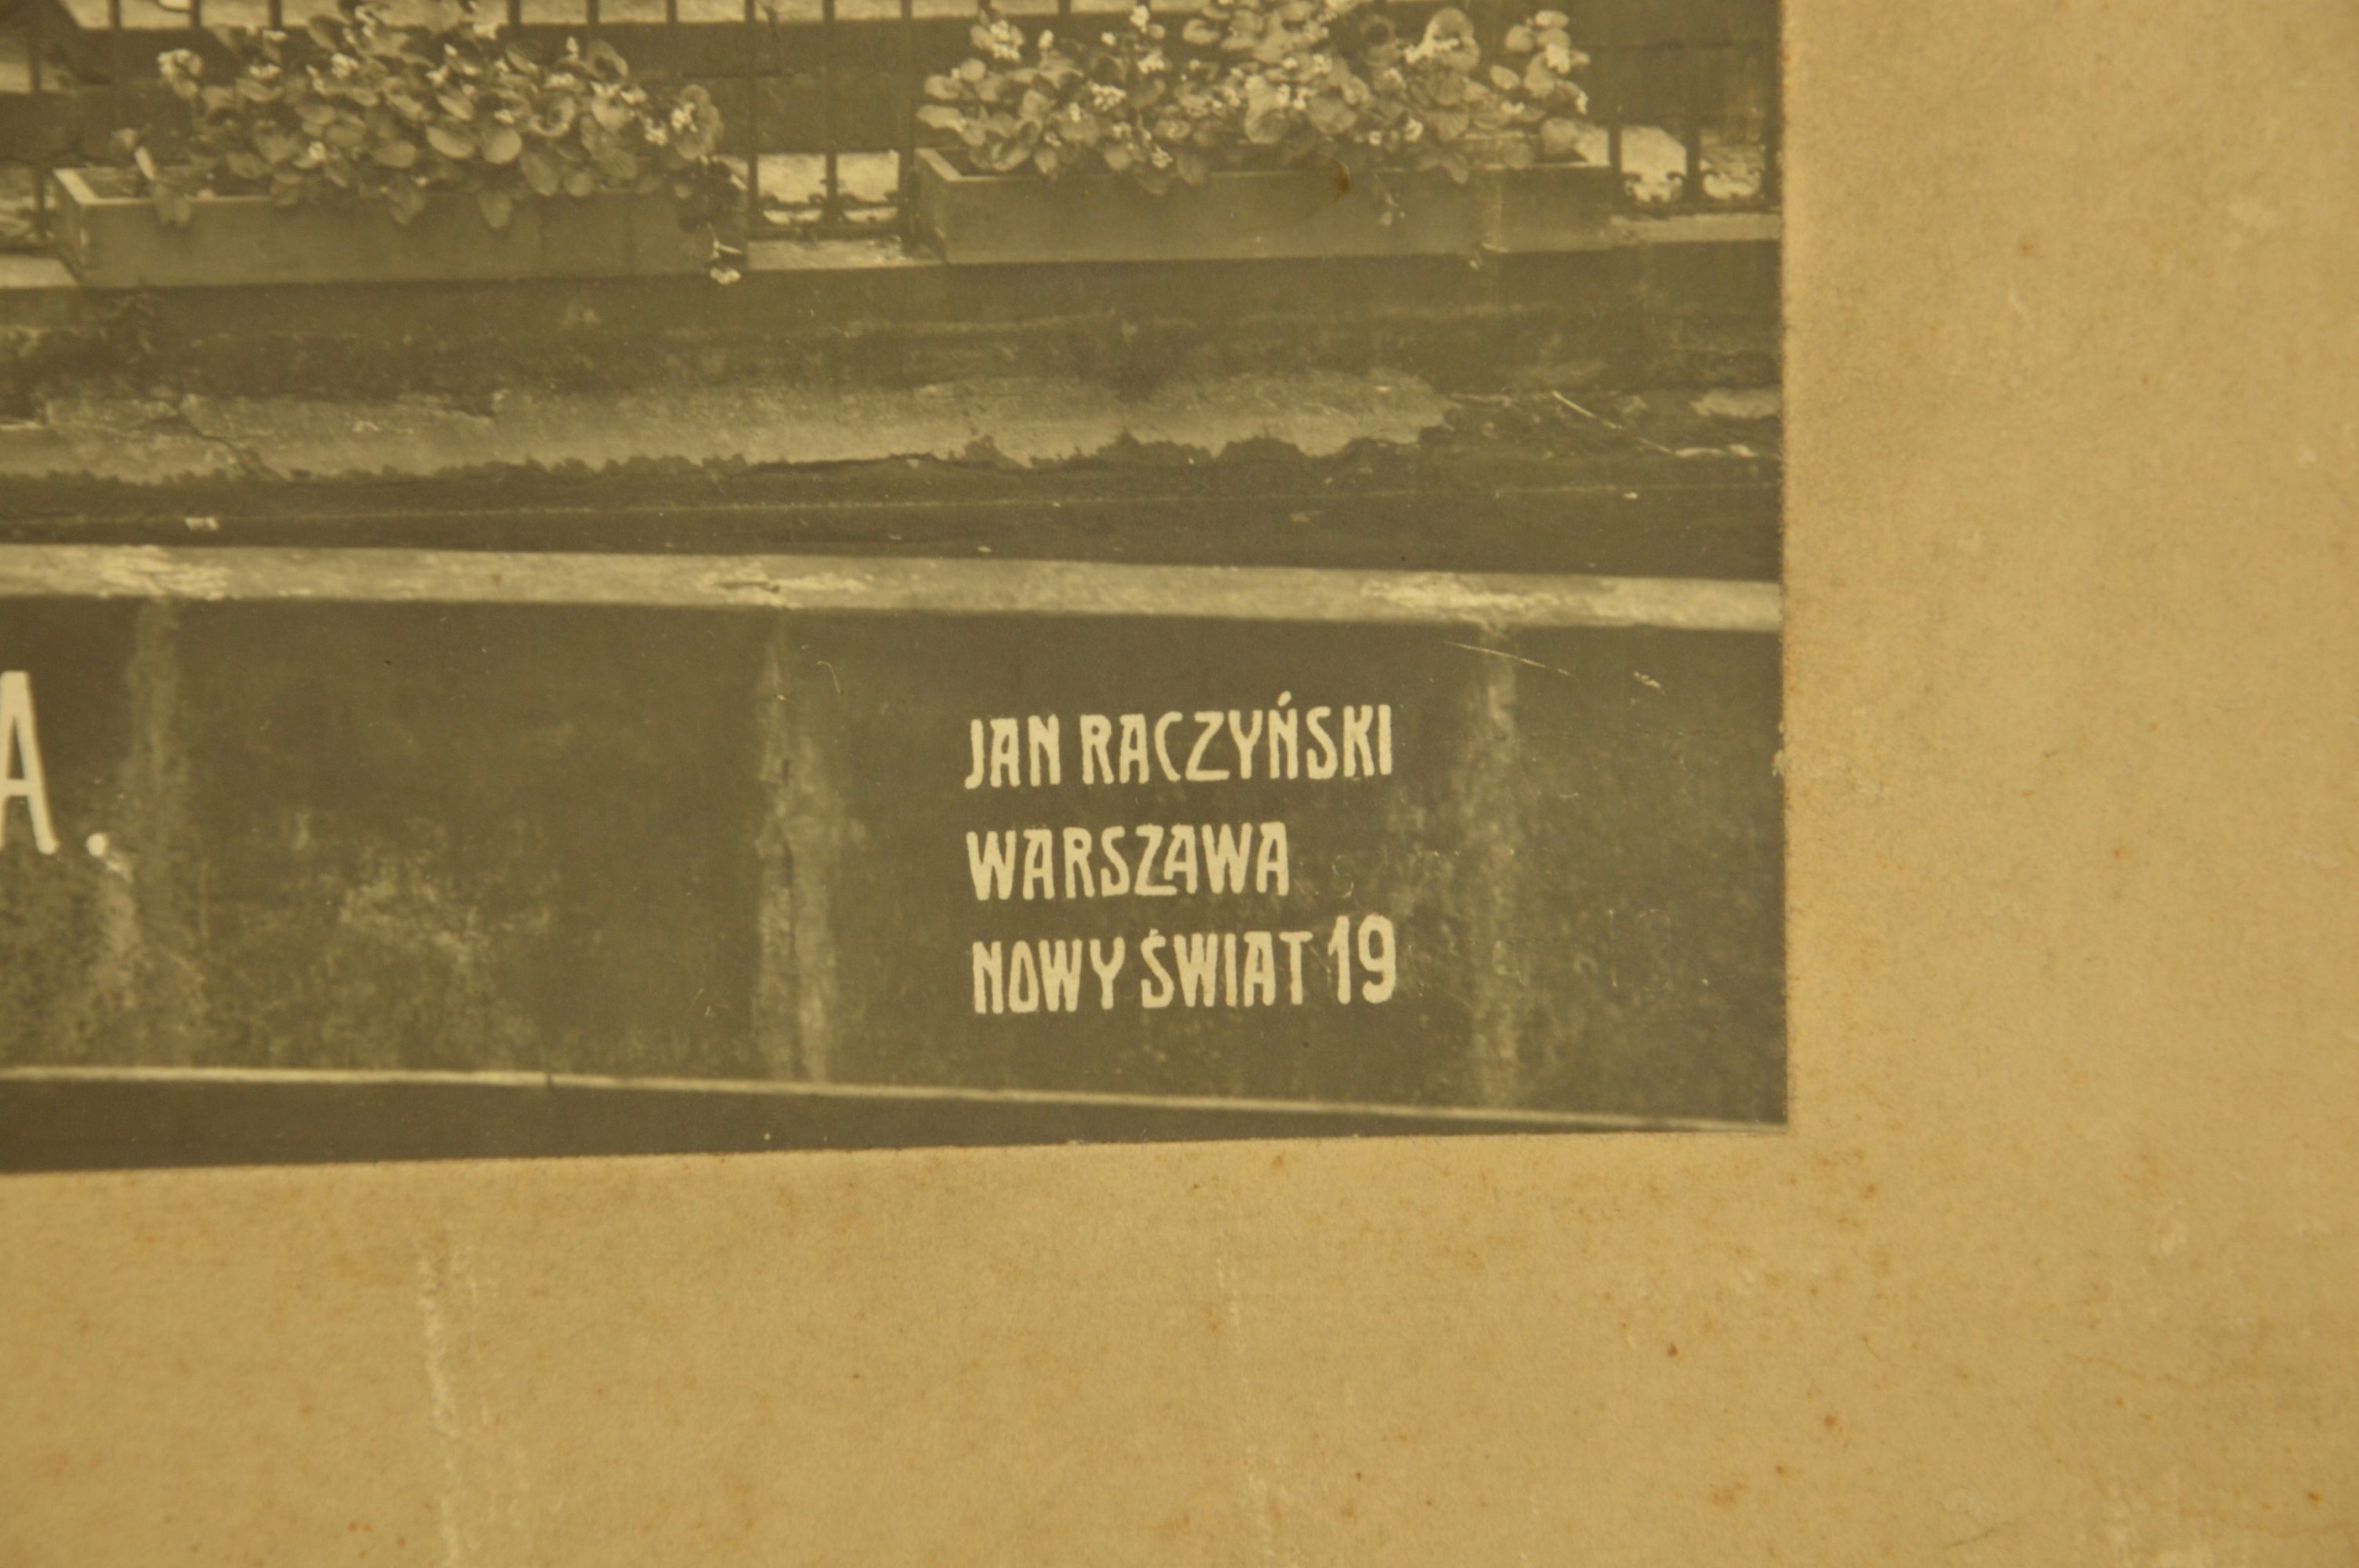 A.
JAN RACZYŃSKI
WARSZAWA
NOWY ŚWIAT 19